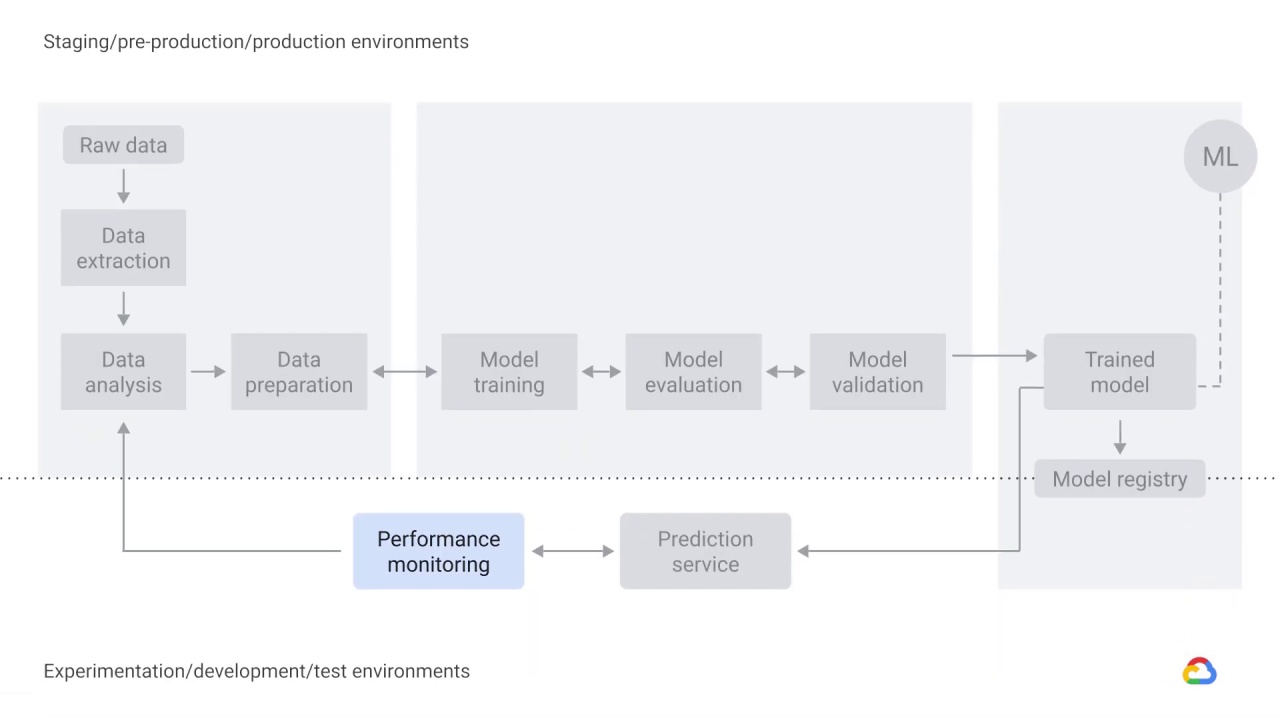 Staging/pre-production/production environments
Raw data
ML
Data
extraction
Data
analysis
Data
preparation
Model
training
Model
evaluation
Model
validation
Trained
model
Model registry
Performance
monitoring
Prediction
service
Experimentation/development/test environments